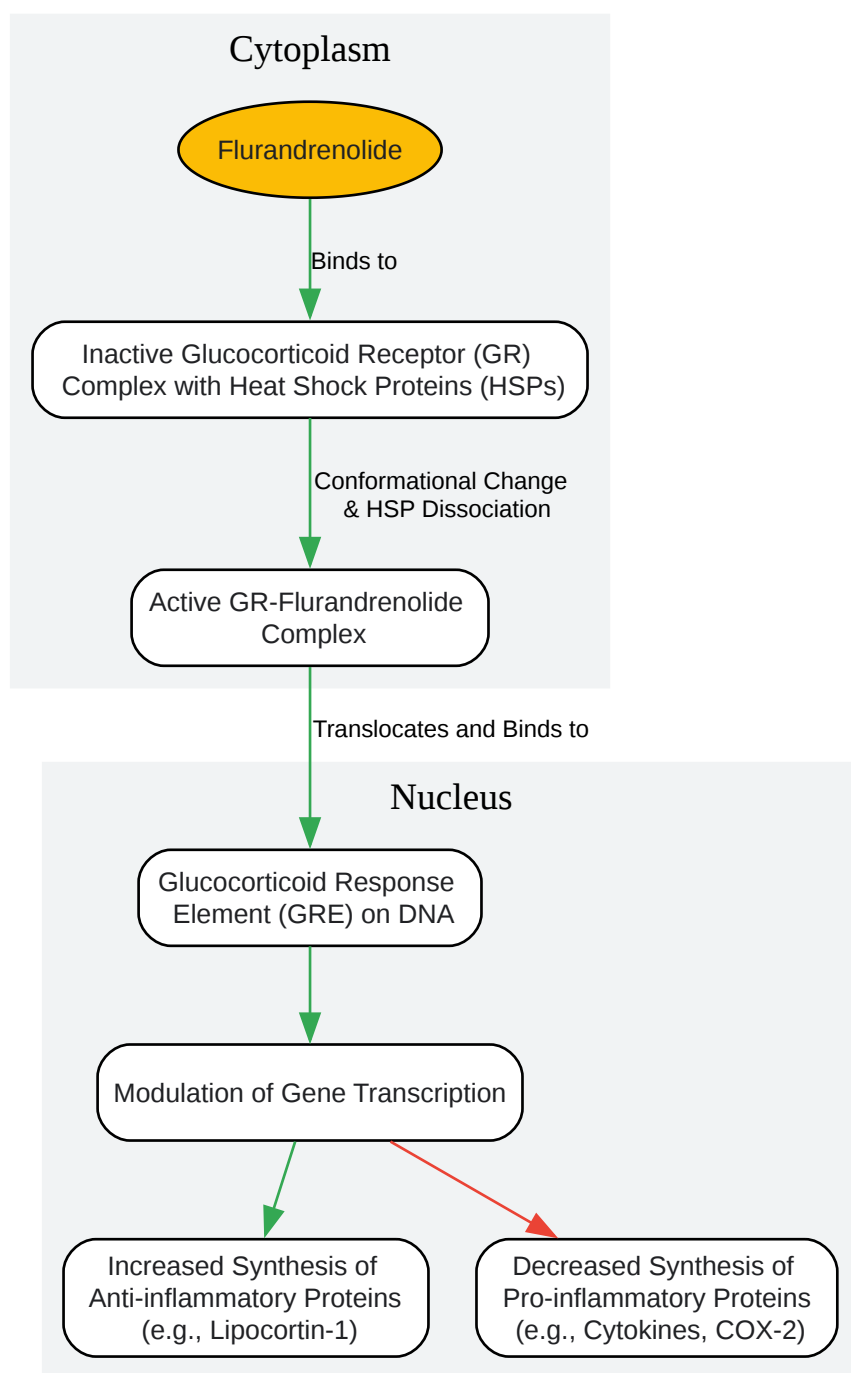 Cytoplasm
Flurandrenolide
Binds to
Inactive Glucocorticoid Receptor (GR)
Complex with Heat Shock Proteins (HSPs)
Conformational Change
& HSP Dissociation
Active GR-Flurandrenolide
Complex
Translocates and Binds to
Nucleus
Glucocorticoid Response
Element (GRE) on DNA
Modulation of Gene Transcription
Increased Synthesis of
Anti-inflammatory Proteins
(e.g., Lipocortin-1)
Decreased Synthesis of
Pro-inflammatory Proteins
(e.g., Cytokines, COX-2)